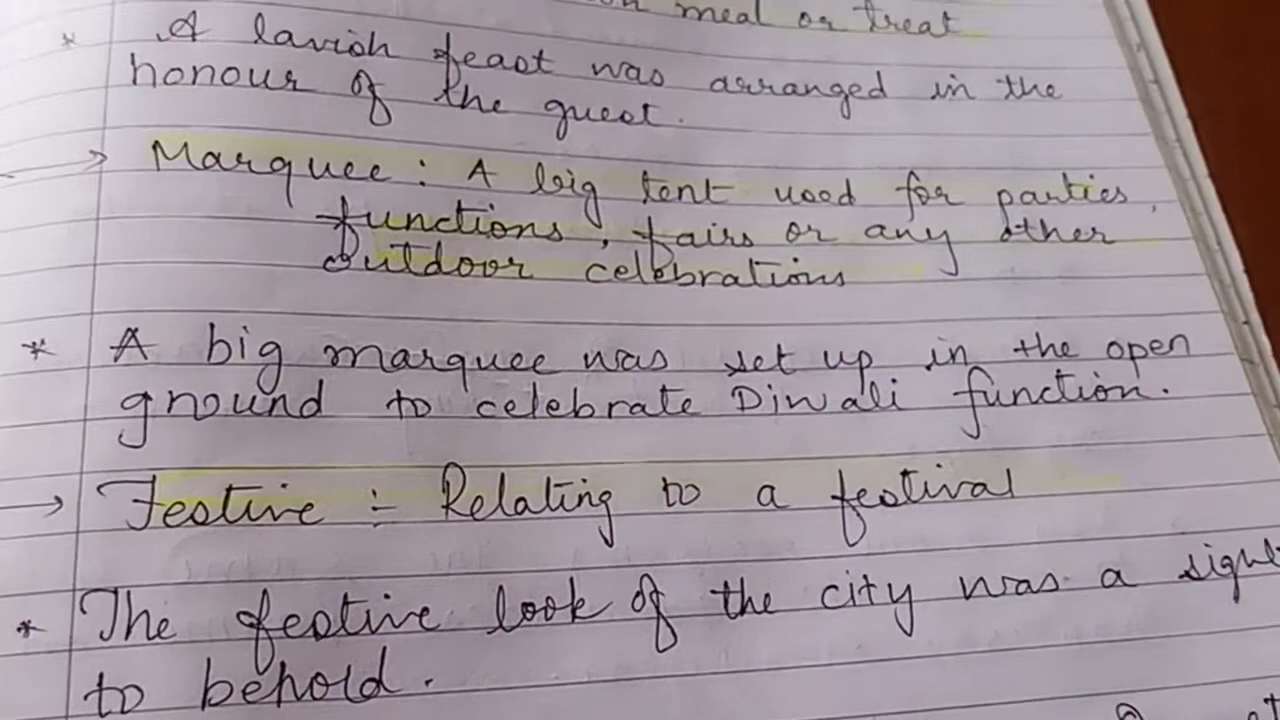 meal or treat
* A lavish feast was arranged in the
honour of the guest.
→ Marquee : A big tent used for parties,
functions, fairs or any other
outdoor celebrations
* A big marquee was set up in the open
ground to celebrate Diwali function.
→ Festive :- Relating to a festival
* The festive look of the city was a sight
to behold.